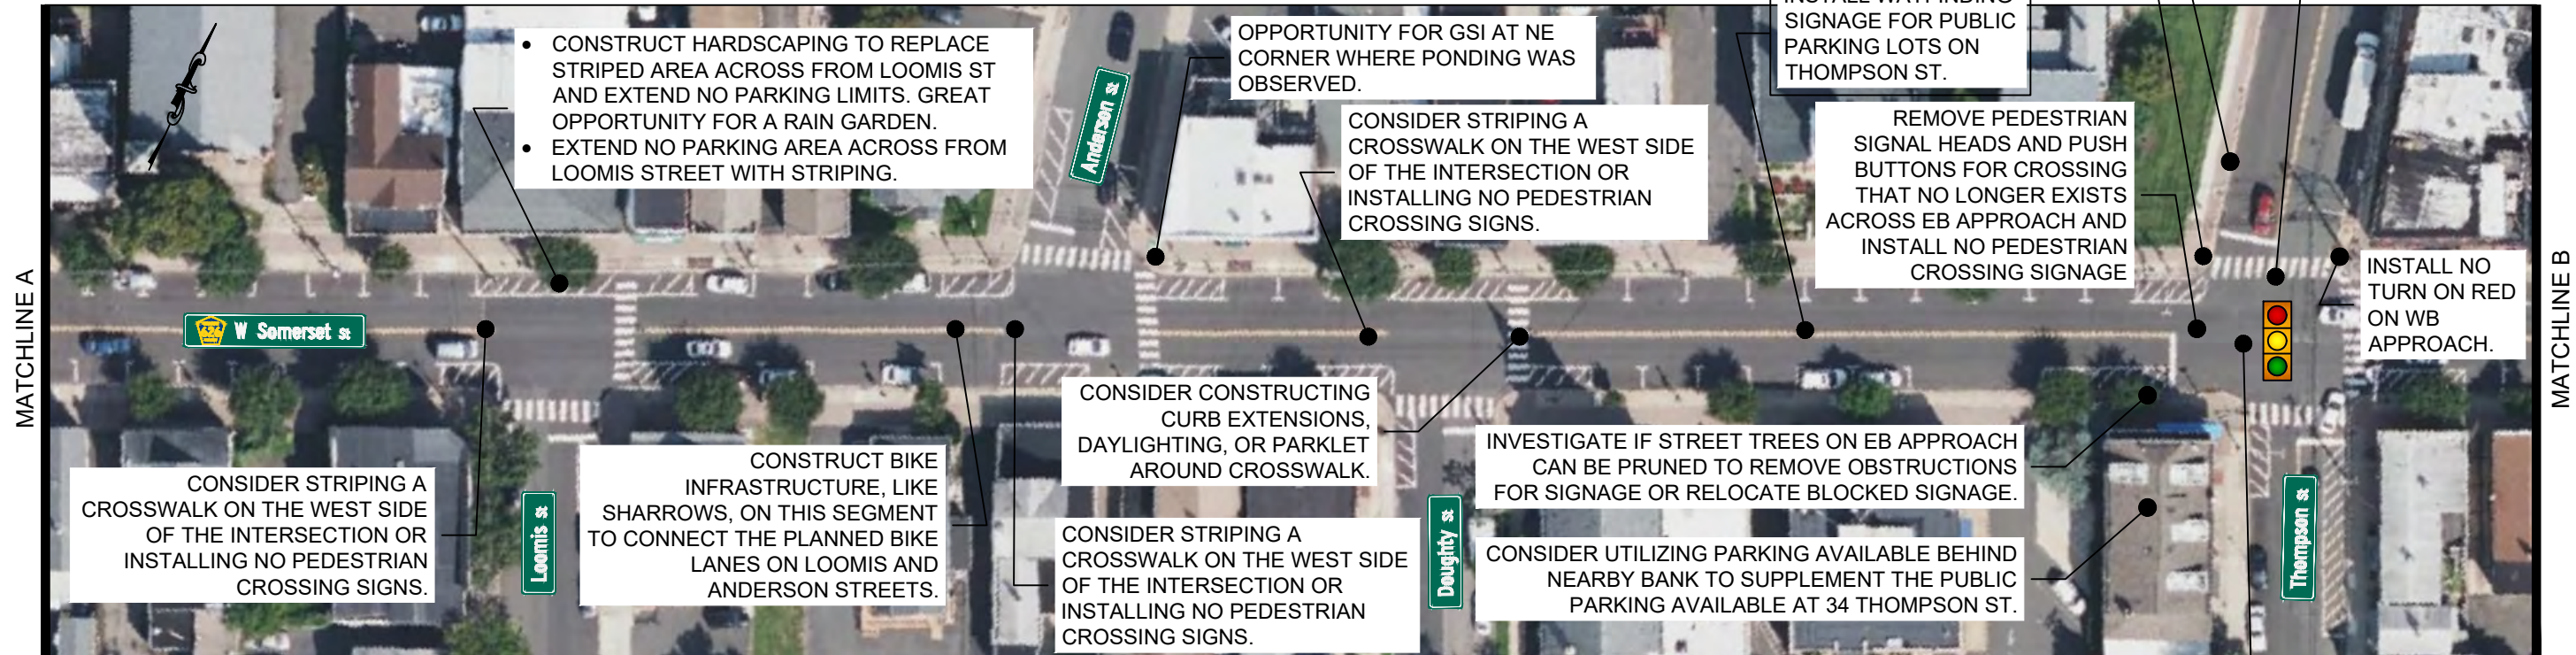 MATCHLINE A
• CONSTRUCT HARDSCAPING TO REPLACE
STRIPED AREA ACROSS FROM LOOMIS ST
AND EXTEND NO PARKING LIMITS. GREAT
OPPORTUNITY FOR A RAIN GARDEN.
• EXTEND NO PARKING AREA ACROSS FROM
LOOMIS STREET WITH STRIPING.
Anderson St
OPPORTUNITY FOR GSI AT NE
CORNER WHERE PONDING WAS
OBSERVED.
CONSIDER STRIPING A
CROSSWALK ON THE WEST SIDE
OF THE INTERSECTION OR
INSTALLING NO PEDESTRIAN
CROSSING SIGNS.
INSTALL WAYFINDING
SIGNAGE FOR PUBLIC
PARKING LOTS ON
THOMPSON ST.
REMOVE PEDESTRIAN
SIGNAL HEADS AND PUSH
BUTTONS FOR CROSSING
THAT NO LONGER EXISTS
ACROSS EB APPROACH AND
INSTALL NO PEDESTRIAN
CROSSING SIGNAGE
INSTALL NO
TURN ON RED
ON WB
APPROACH.
MATCHLINE B
W Somerset St
CONSIDER STRIPING A
CROSSWALK ON THE WEST SIDE
OF THE INTERSECTION OR
INSTALLING NO PEDESTRIAN
CROSSING SIGNS.
Loomis St
CONSTRUCT BIKE
INFRASTRUCTURE, LIKE
SHARROWS, ON THIS SEGMENT
TO CONNECT THE PLANNED BIKE
LANES ON LOOMIS AND
ANDERSON STREETS.
CONSIDER CONSTRUCTING
CURB EXTENSIONS,
DAYLIGHTING, OR PARKLET
AROUND CROSSWALK.
CONSIDER STRIPING A
CROSSWALK ON THE WEST SIDE
OF THE INTERSECTION OR
INSTALLING NO PEDESTRIAN
CROSSING SIGNS.
Doughty St
INVESTIGATE IF STREET TREES ON EB APPROACH
CAN BE PRUNED TO REMOVE OBSTRUCTIONS
FOR SIGNAGE OR RELOCATE BLOCKED SIGNAGE.
CONSIDER UTILIZING PARKING AVAILABLE BEHIND
NEARBY BANK TO SUPPLEMENT THE PUBLIC
PARKING AVAILABLE AT 34 THOMPSON ST.
Thompson St